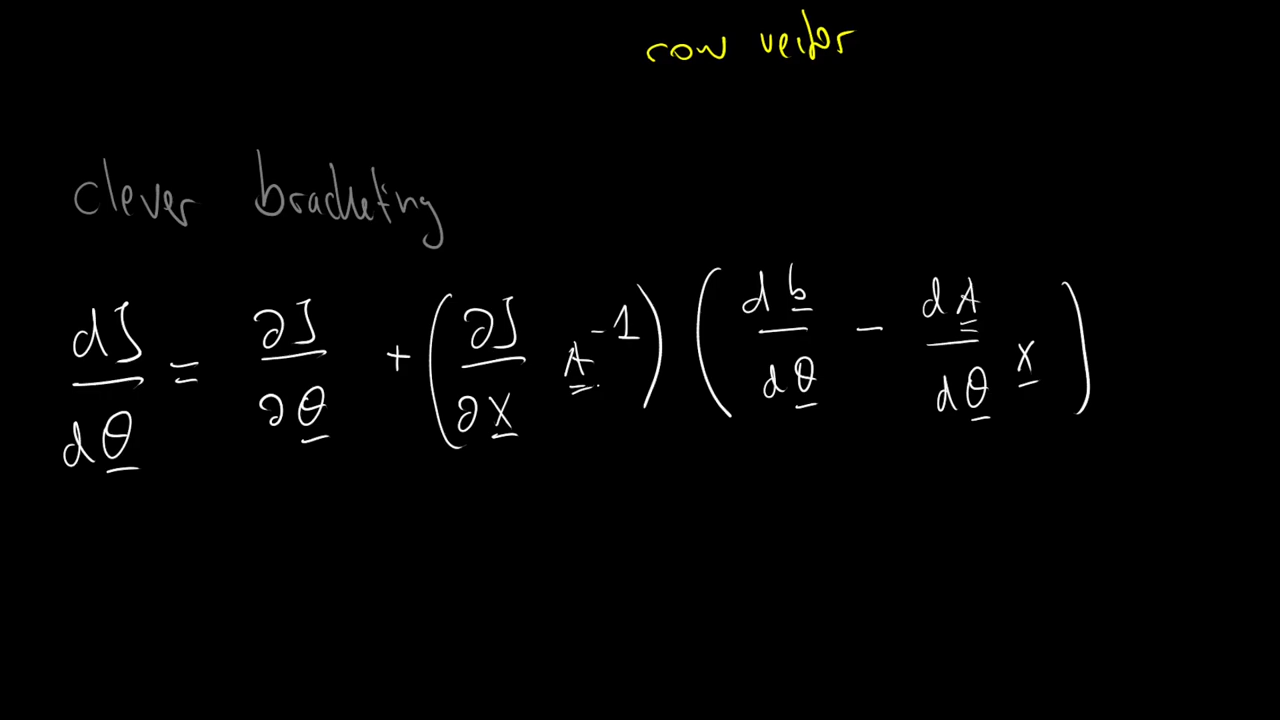 row vector
clever bracketing
dJ/dθ = ∂J/∂θ + (∂J/∂x A⁻¹) (db/dθ − dA/dθ x)